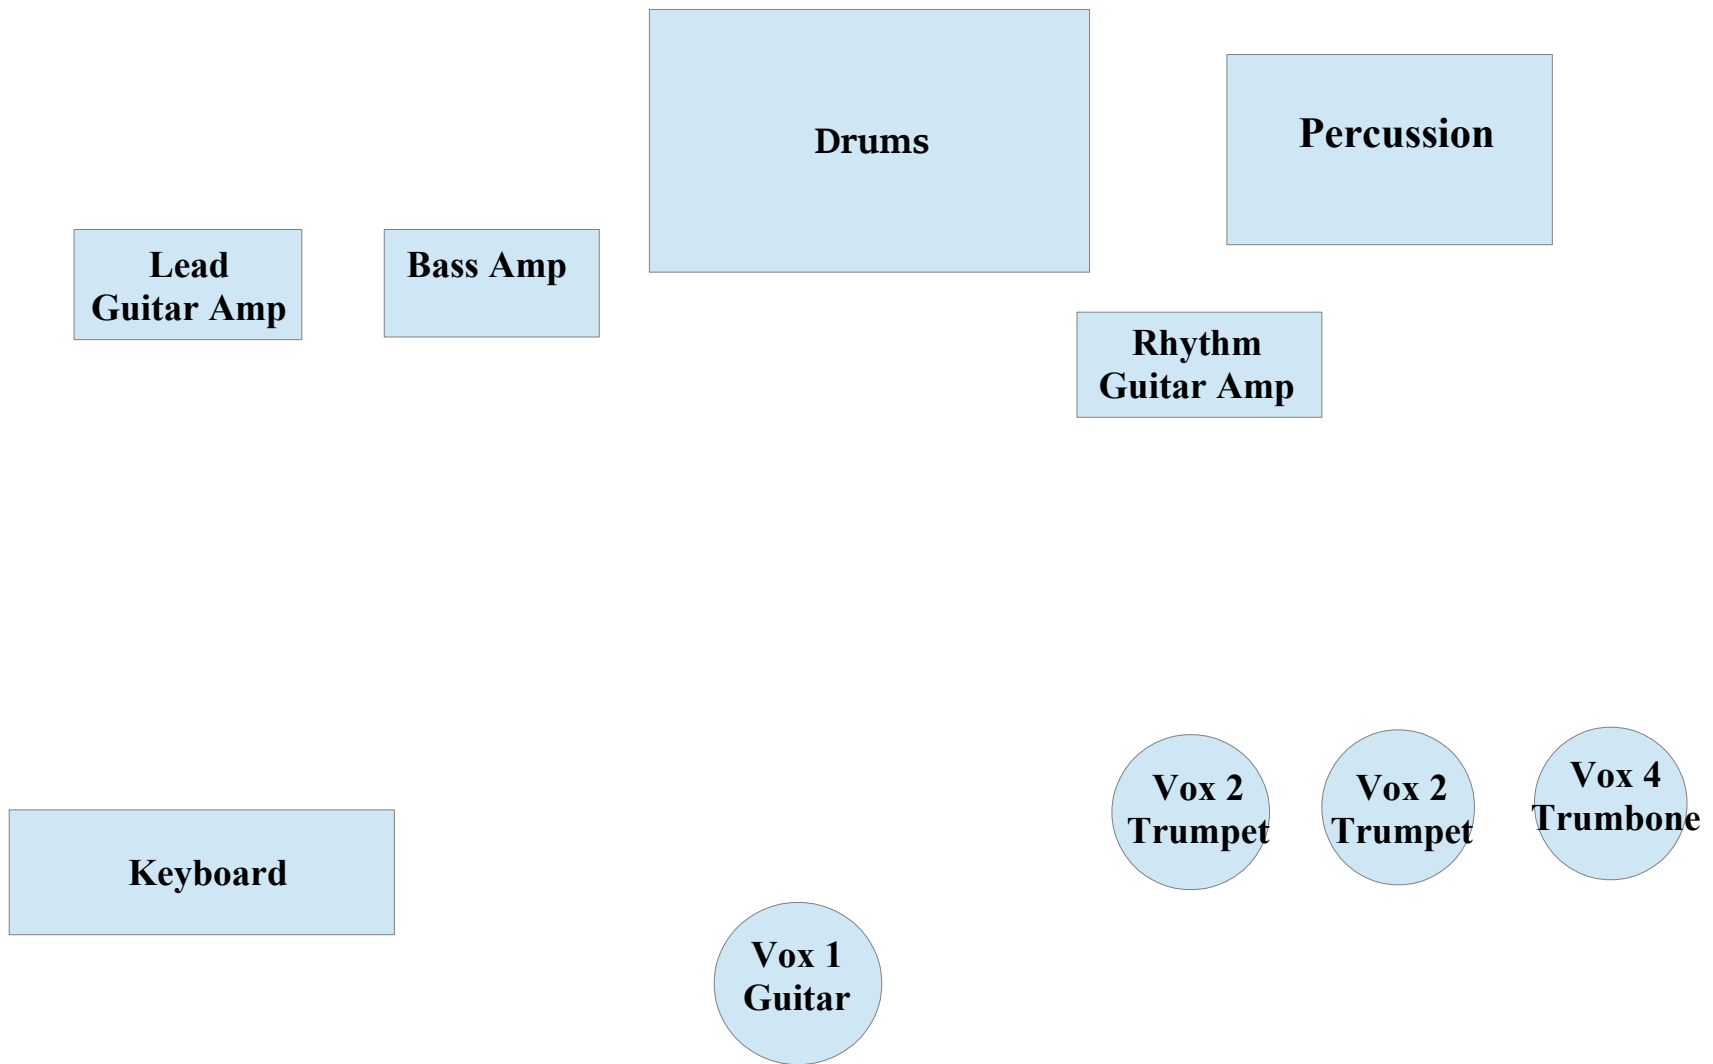 Drums
Percussion
Lead
Guitar Amp
Bass Amp
Rhythm
Guitar Amp
Vox 2
Trumpet
Vox 2
Trumpet
Vox 4
Trumbone
Keyboard
Vox 1
Guitar